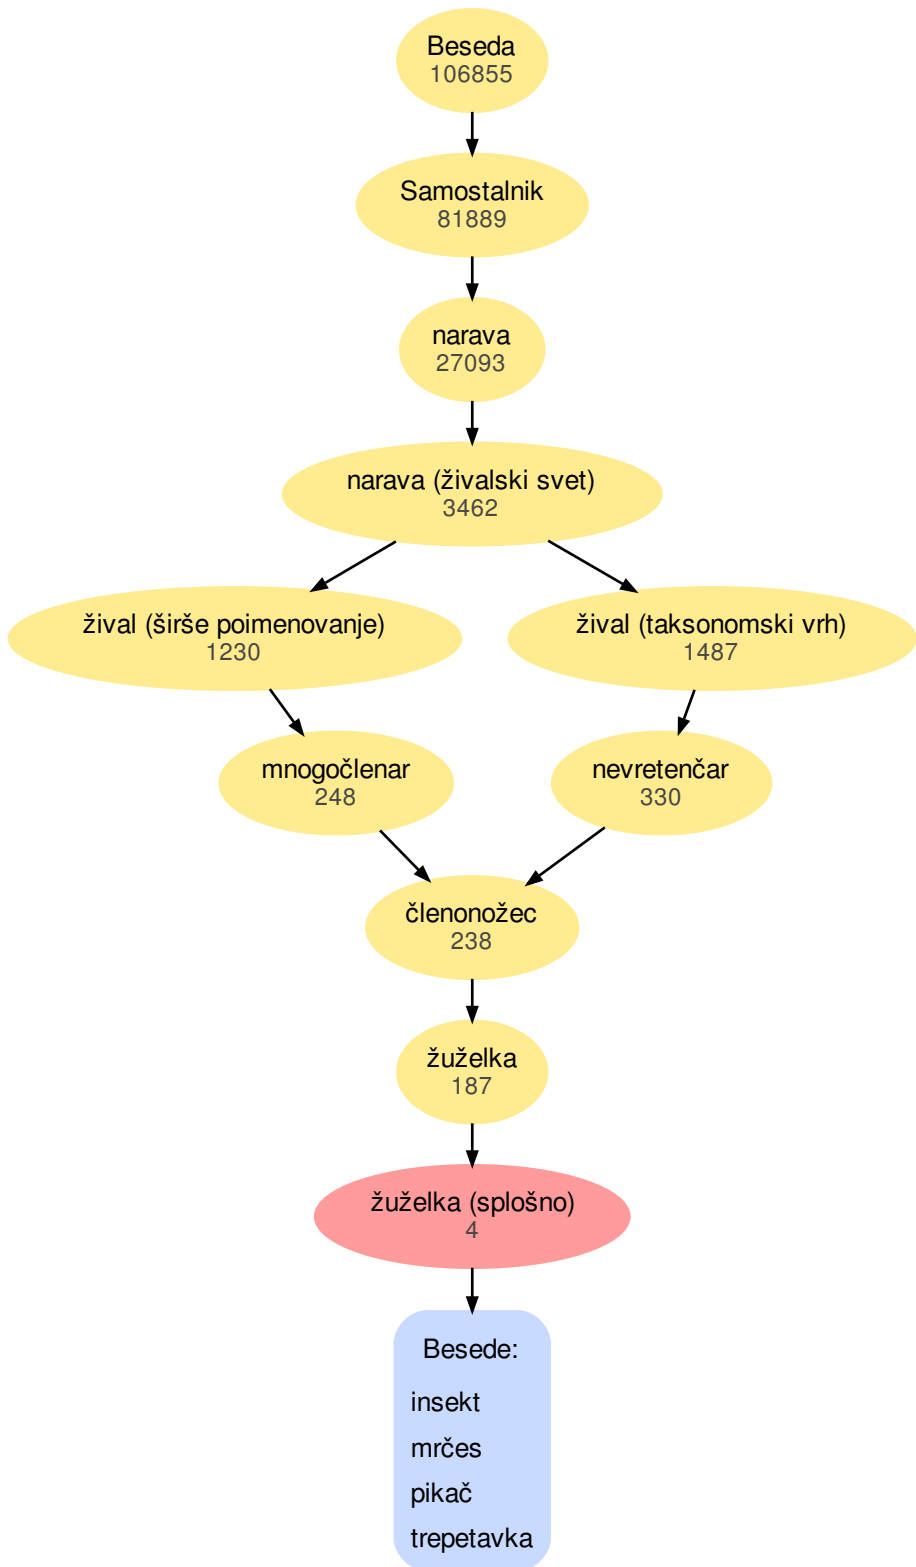 Beseda
106855
Samostalnik
81889
narava
27093
narava (živalski svet)
3462
žival (širše poimenovanje)
1230
žival (taksonomski vrh)
1487
mnogočlenar
248
nevretenčar
330
členonožec
238
žuželka
187
žuželka (splošno)
4
Besede:
insekt
mrčes
pikač
trepetavka